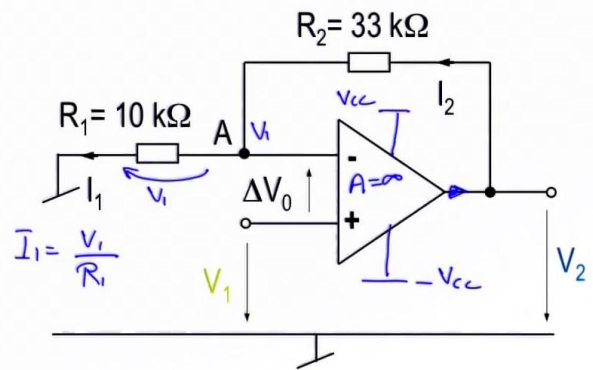 R₂= 33 kΩ
I₂
Vcc
R₁= 10 kΩ
A V₁
-
A=∞
I₁
V₁
ΔV₀
+
I₁= V₁/R₁
V₁
-Vcc
V₂